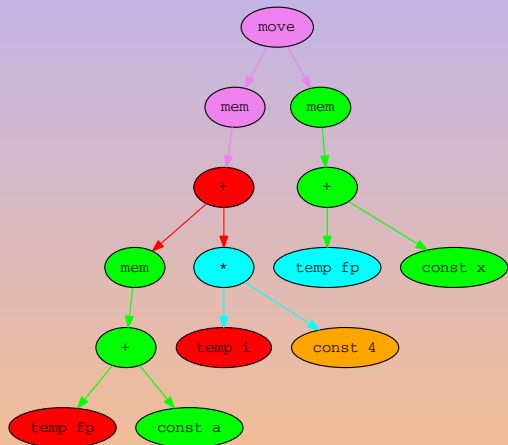 move
mem mem
+ +
mem * temp fp const x
+ temp i const 4
temp fp const a